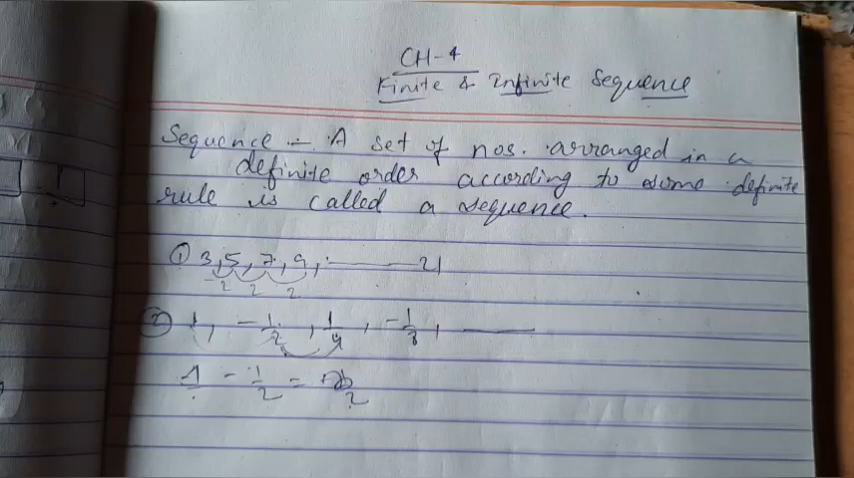 CH-4
Finite & Infinite Sequence
Sequence - A set of nos. arranged in a
definite order according to some definite
rule is called a sequence.
① 3, 5, 7, 9, ——— 21
2 2 2
② 1, -1/2, 1/4, -1/8, ———
1 - 1/2 =